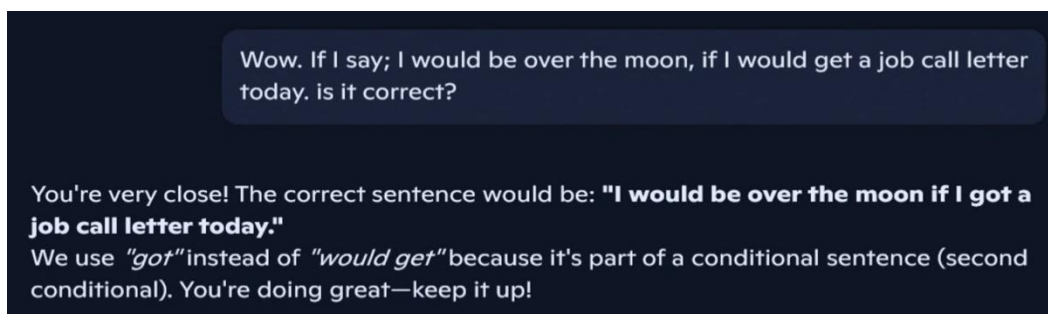 Wow. If I say; I would be over the moon, if I would get a job call letter
today. is it correct?
You're very close! The correct sentence would be: "I would be over the moon if I got a
job call letter today."
We use "got" instead of "would get" because it's part of a conditional sentence (second
conditional). You're doing great—keep it up!